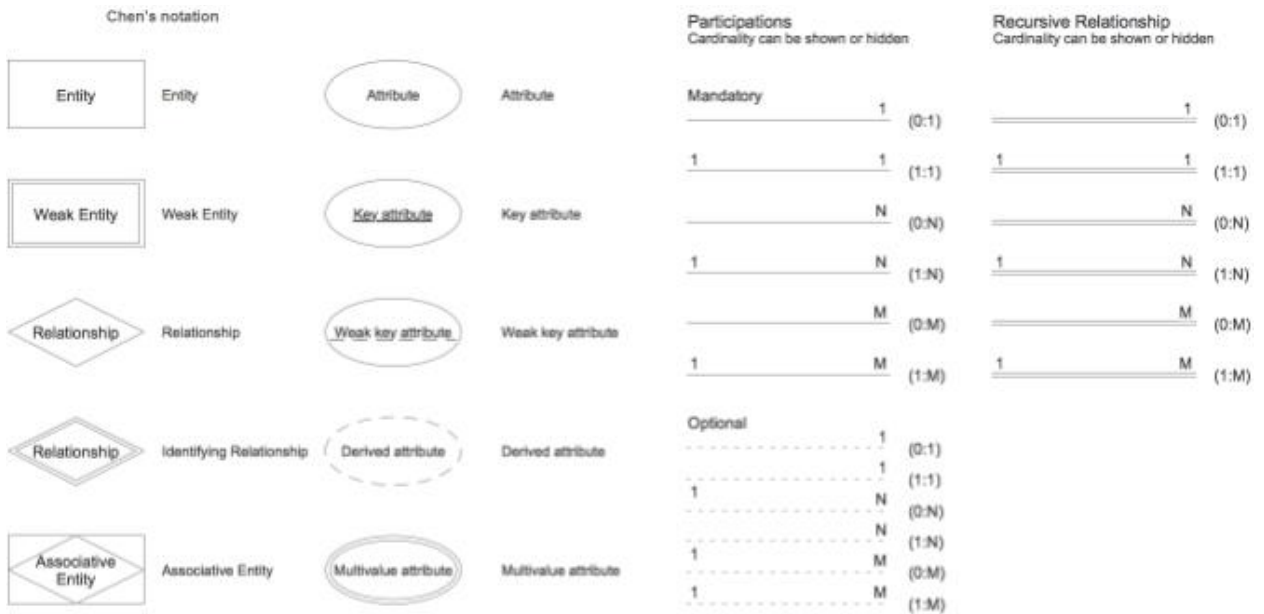 Chen's notation
Entity
Entity
Attribute
Attribute
Weak Entity
Weak Entity
Key attribute
Key attribute
Relationship
Relationship
Weak key attribute
Weak key attribute
Relationship
Identifying Relationship
Derived attribute
Derived attribute
Associative
Entity
Associative Entity
Multivalue attribute
Multivalue attribute
Participations
Cardinality can be shown or hidden
Mandatory
1 (0:1)
1 1 (1:1)
N (0:N)
1 N (1:N)
M (0:M)
1 M (1:M)
Optional
1 (0:1)
1 (1:1)
1 N (0:N)
N (1:N)
1 M (0:M)
1 M (1:M)
Recursive Relationship
Cardinality can be shown or hidden
1 (0:1)
1 1 (1:1)
N (0:N)
1 N (1:N)
M (0:M)
1 M (1:M)